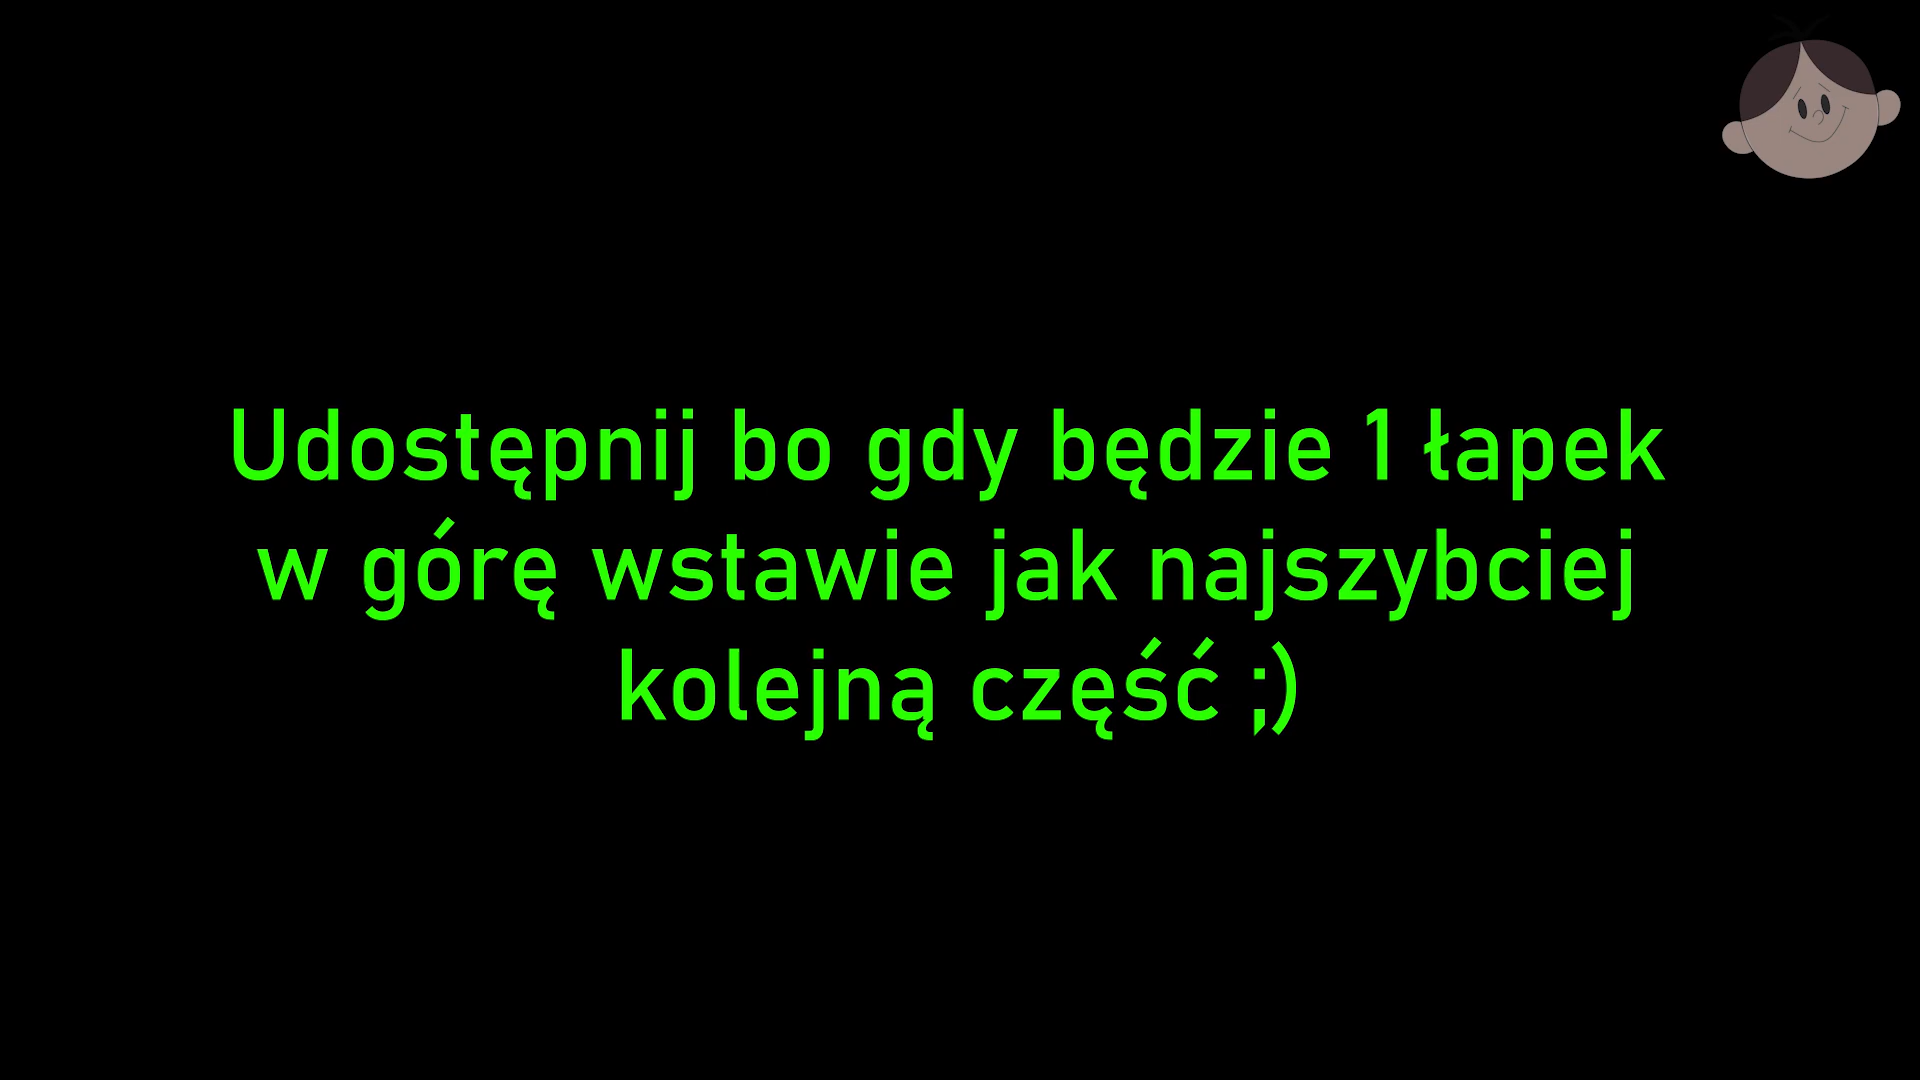 Udostępnij bo gdy będzie 1 łapek
w górę wstawie jak najszybciej
kolejną część ;)